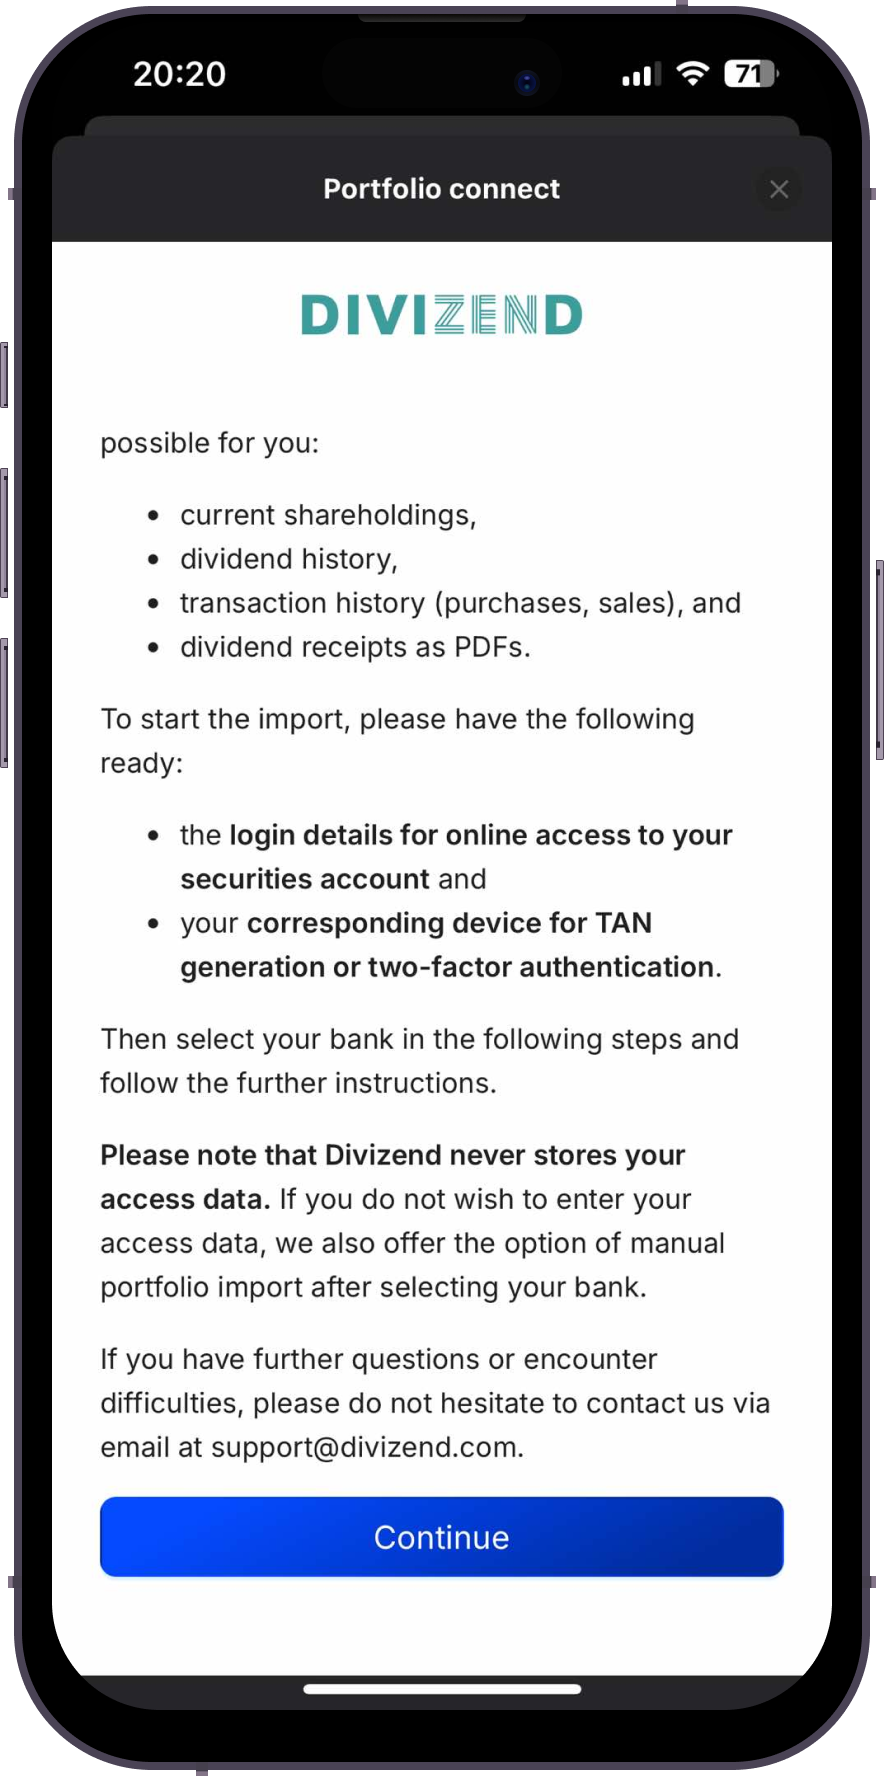 20:20
71
Portfolio connect
DIVIZEND
possible for you:
• current shareholdings,
• dividend history,
• transaction history (purchases, sales), and
• dividend receipts as PDFs.
To start the import, please have the following
ready:
• the login details for online access to your
securities account and
• your corresponding device for TAN
generation or two-factor authentication.
Then select your bank in the following steps and
follow the further instructions.
Please note that Divizend never stores your
access data. If you do not wish to enter your
access data, we also offer the option of manual
portfolio import after selecting your bank.
If you have further questions or encounter
difficulties, please do not hesitate to contact us via
email at support@divizend.com.
Continue